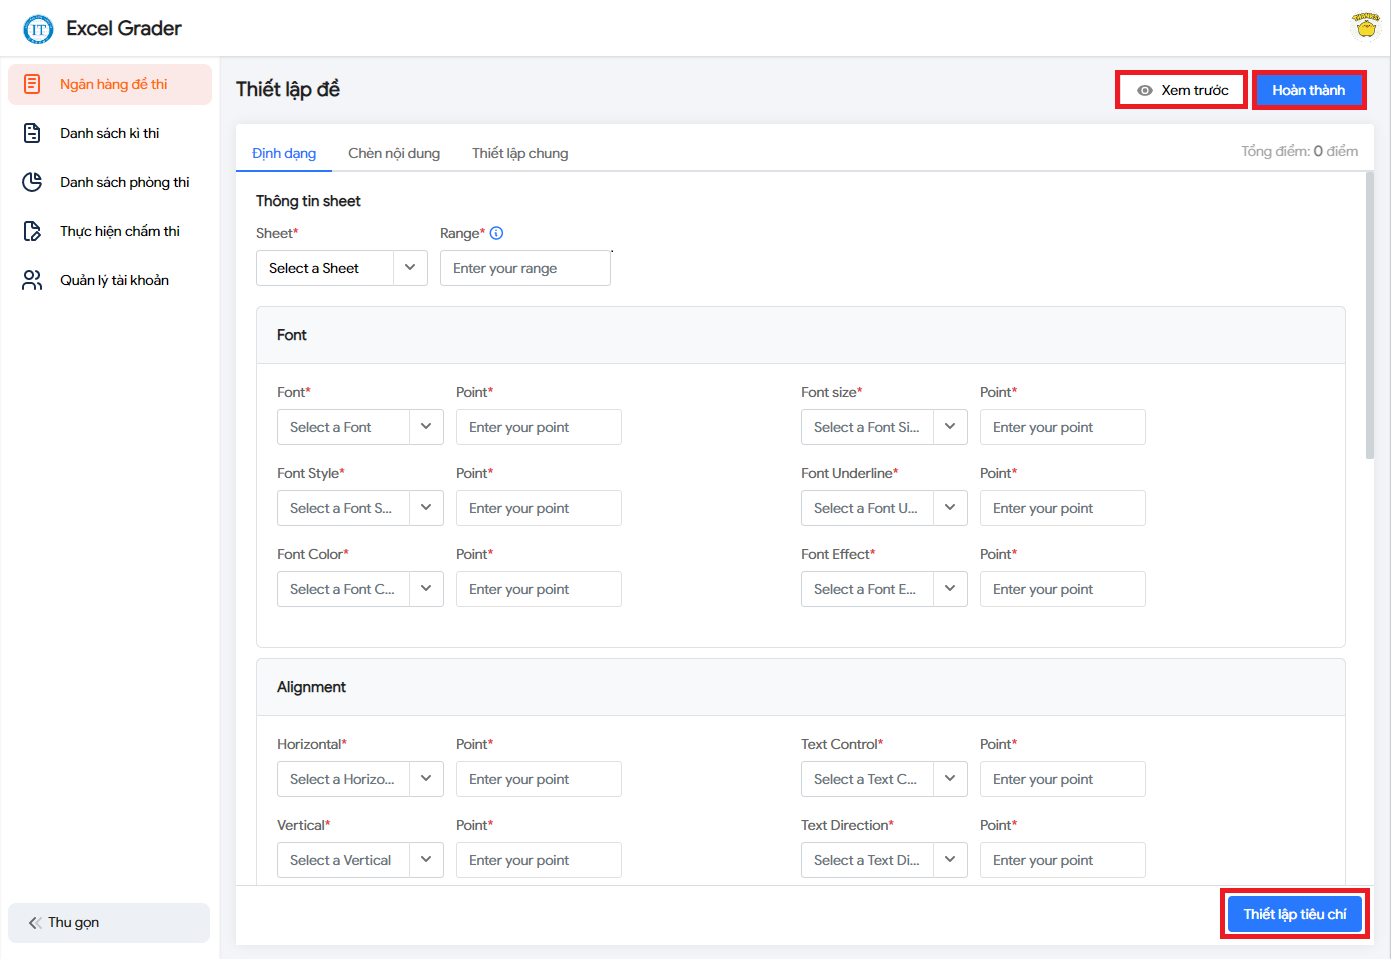 IT
Excel Grader
THANKS!
Ngân hàng đề thi
Danh sách kì thi
Danh sách phòng thi
Thực hiện chấm thi
Quản lý tài khoản
Thu gọn
Thiết lập đề
Xem trước
Hoàn thành
Định dạng
Chèn nội dung
Thiết lập chung
Tổng điểm: 0 điểm
Thông tin sheet
Sheet* Range*
Select a Sheet Enter your range
Font
Font* Point* Font size* Point*
Select a Font Enter your point Select a Font Si... Enter your point
Font Style* Point* Font Underline* Point*
Select a Font S... Enter your point Select a Font U... Enter your point
Font Color* Point* Font Effect* Point*
Select a Font C... Enter your point Select a Font E... Enter your point
Alignment
Horizontal* Point* Text Control* Point*
Select a Horizo... Enter your point Select a Text C... Enter your point
Vertical* Point* Text Direction* Point*
Select a Vertical Enter your point Select a Text Di... Enter your point
Thiết lập tiêu chí